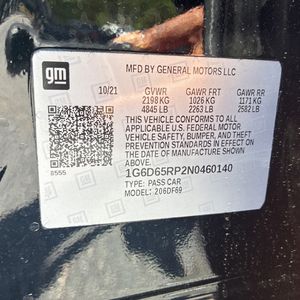 gm
MFD BY GENERAL MOTORS LLC
10/21 GVWR GAWR FRT GAWR RR
2198 KG 1026 KG 1171 KG
4845 LB 2263 LB 2582 LB
THIS VEHICLE CONFORMS TO ALL APPLICABLE
U.S. FEDERAL MOTOR
VEHICLE SAFETY, BUMPER, AND THEFT
PREVENTION STANDARDS IN EFFECT
ON THE DATE OF MANUFACTURE
SHOWN ABOVE.
8555
1G6D65RP2N0460140
TYPE: PASS CAR
MODEL: 206DF69